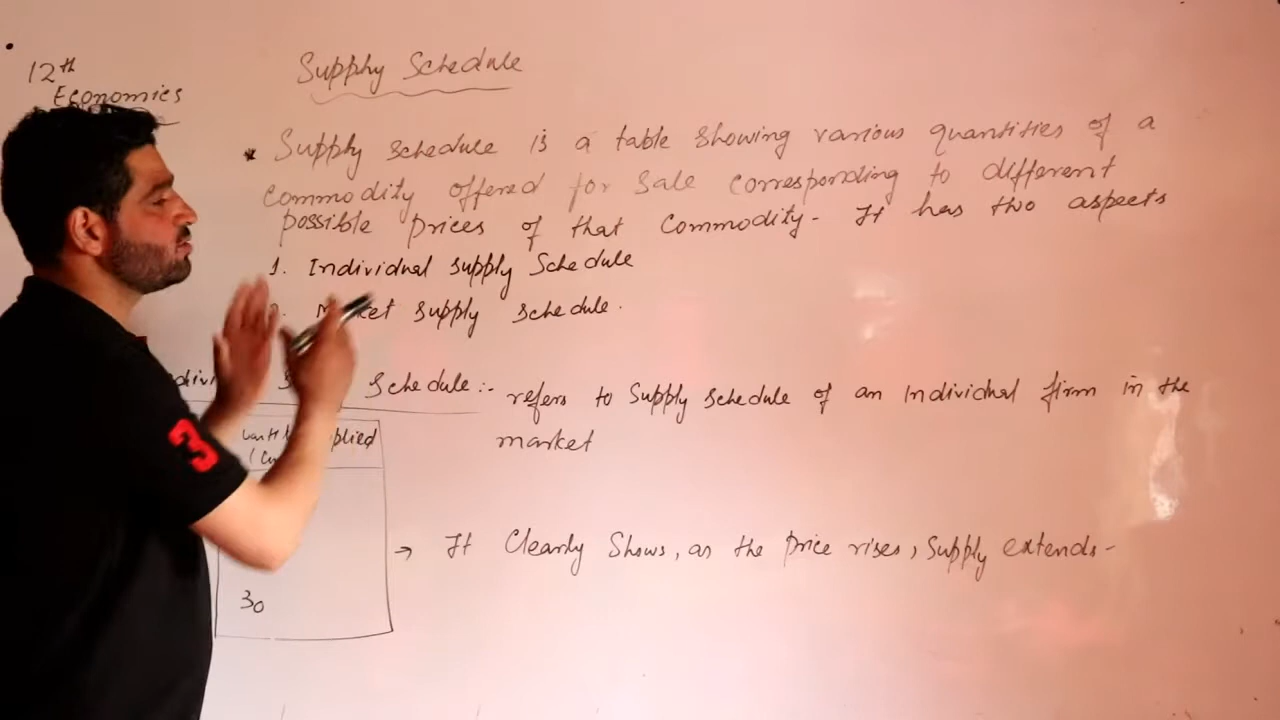 12th
Economics
Supply Schedule
Supply schedule is a table showing various quantities of a
commodity offered for sale corresponding to different
possible prices of that commodity- It has two aspects
1. Individual supply Schedule
supply schedule.
Schedule:-
refers to supply schedule of an Individual firm in the
market
→ It Clearly Shows, as the price rises, supply extends-
30
3